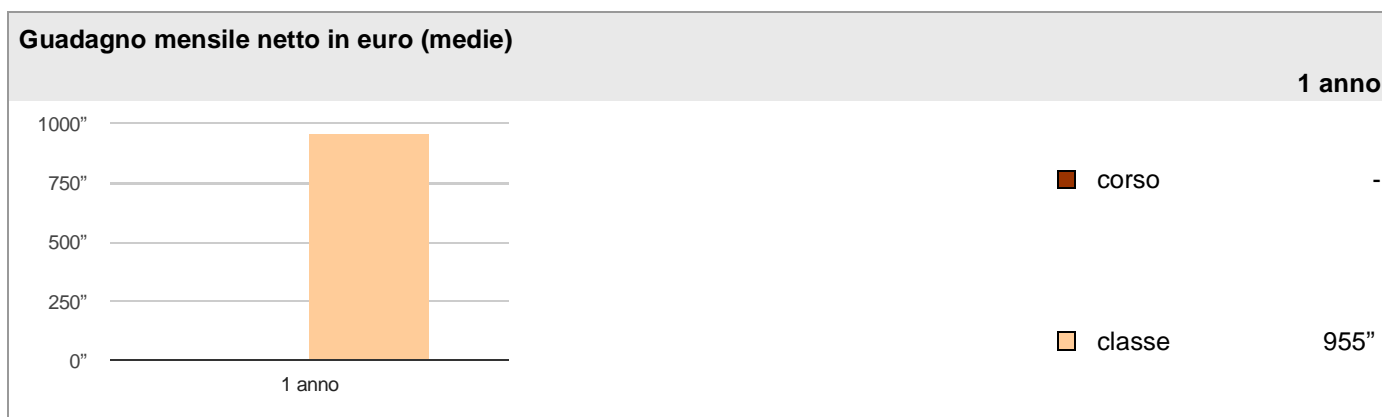 Guadagno mensile netto in euro (medie)
1 anno
1000”
750”
500”
250”
0”
1 anno
corso -
classe 955”